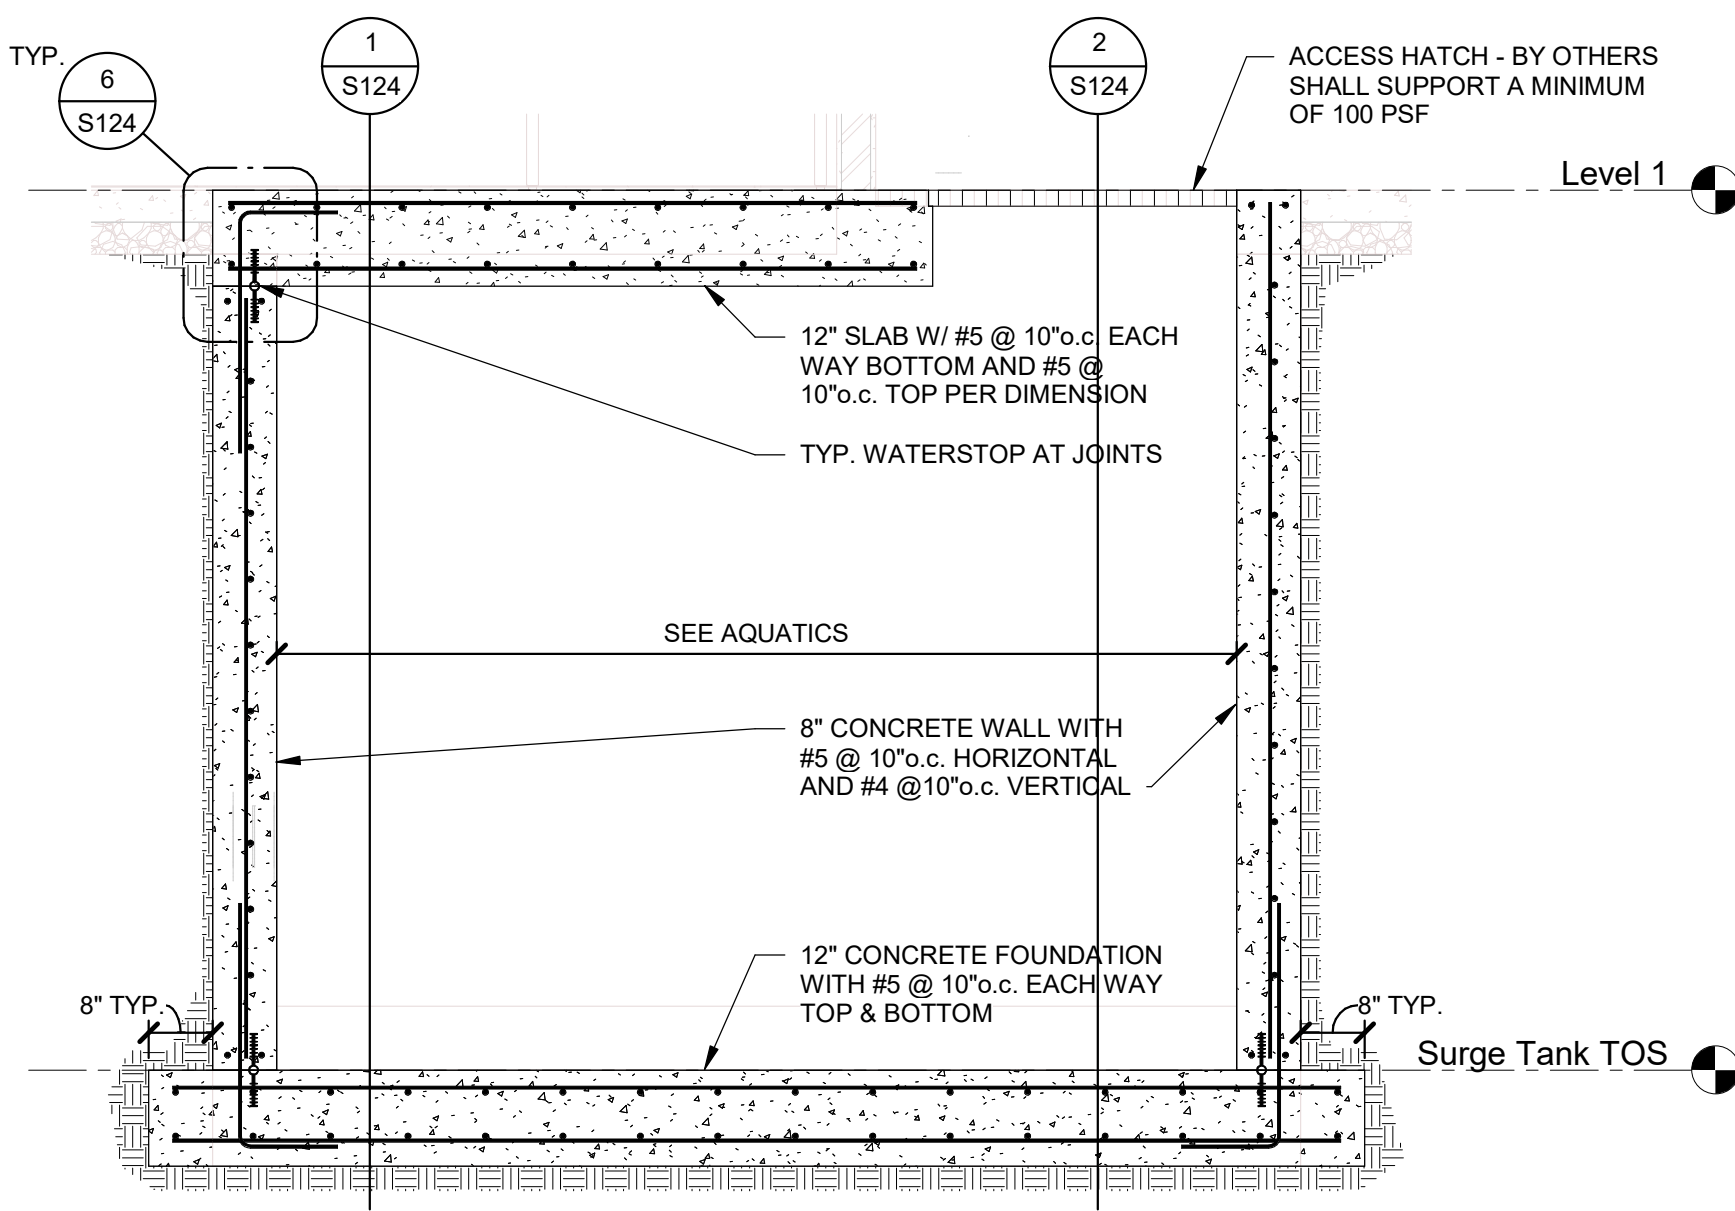 TYP.
6
S124
1
S124
2
S124
ACCESS HATCH - BY OTHERS
SHALL SUPPORT A MINIMUM
OF 100 PSF
Level 1
12" SLAB W/ #5 @ 10"o.c. EACH
WAY BOTTOM AND #5 @
10"o.c. TOP PER DIMENSION
TYP. WATERSTOP AT JOINTS
SEE AQUATICS
8" CONCRETE WALL WITH
#5 @ 10"o.c. HORIZONTAL
AND #4 @10"o.c. VERTICAL
12" CONCRETE FOUNDATION
WITH #5 @ 10"o.c. EACH WAY
TOP & BOTTOM
8" TYP.
8" TYP.
Surge Tank TOS